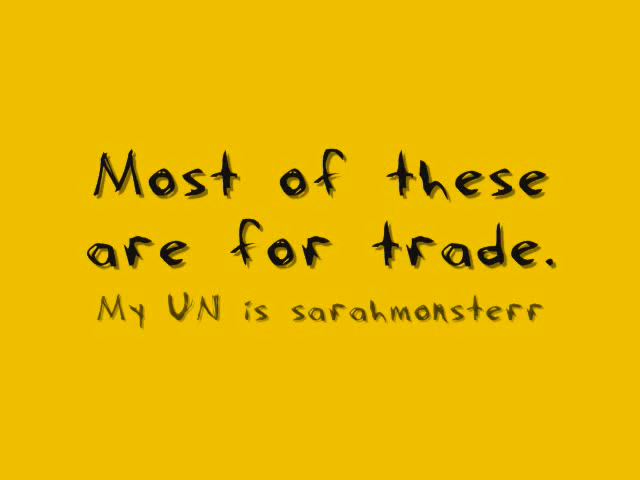 Most of these
are for trade.
My UN is sarahmonsterr